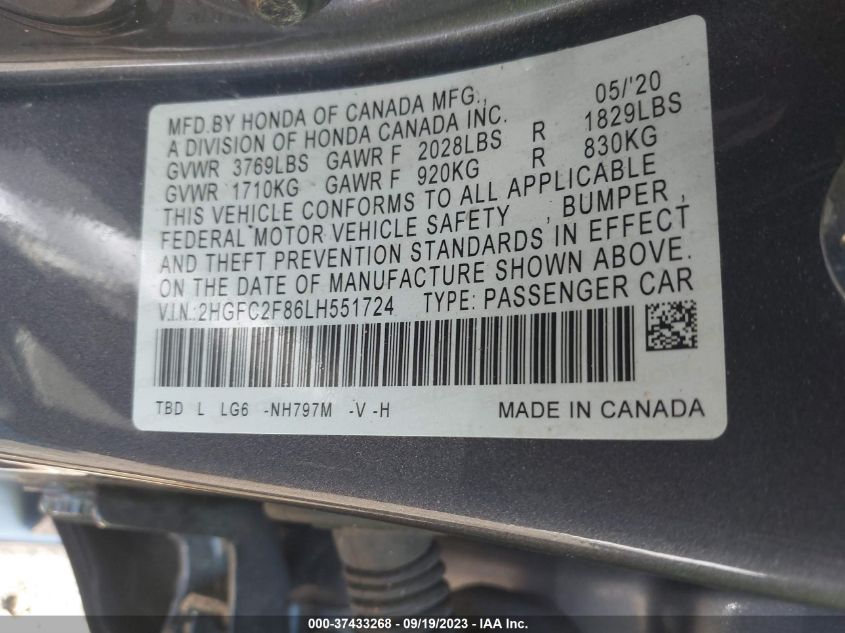 MFD.BY HONDA OF CANADA MFG., 05/'20
A DIVISION OF HONDA CANADA INC.
GVWR 3769LBS GAWR F 2028LBS R 1829LBS
GVWR 1710KG GAWR F 920KG R 830KG
THIS VEHICLE CONFORMS TO ALL APPLICABLE
FEDERAL MOTOR VEHICLE SAFETY , BUMPER ,
AND THEFT PREVENTION STANDARDS IN EFFECT
ON THE DATE OF MANUFACTURE SHOWN ABOVE.
V.I.N.:2HGFC2F86LH551724 TYPE: PASSENGER CAR
TBD L LG6 -NH797M -V -H MADE IN CANADA
000-37433268 - 09/19/2023 - IAA Inc.